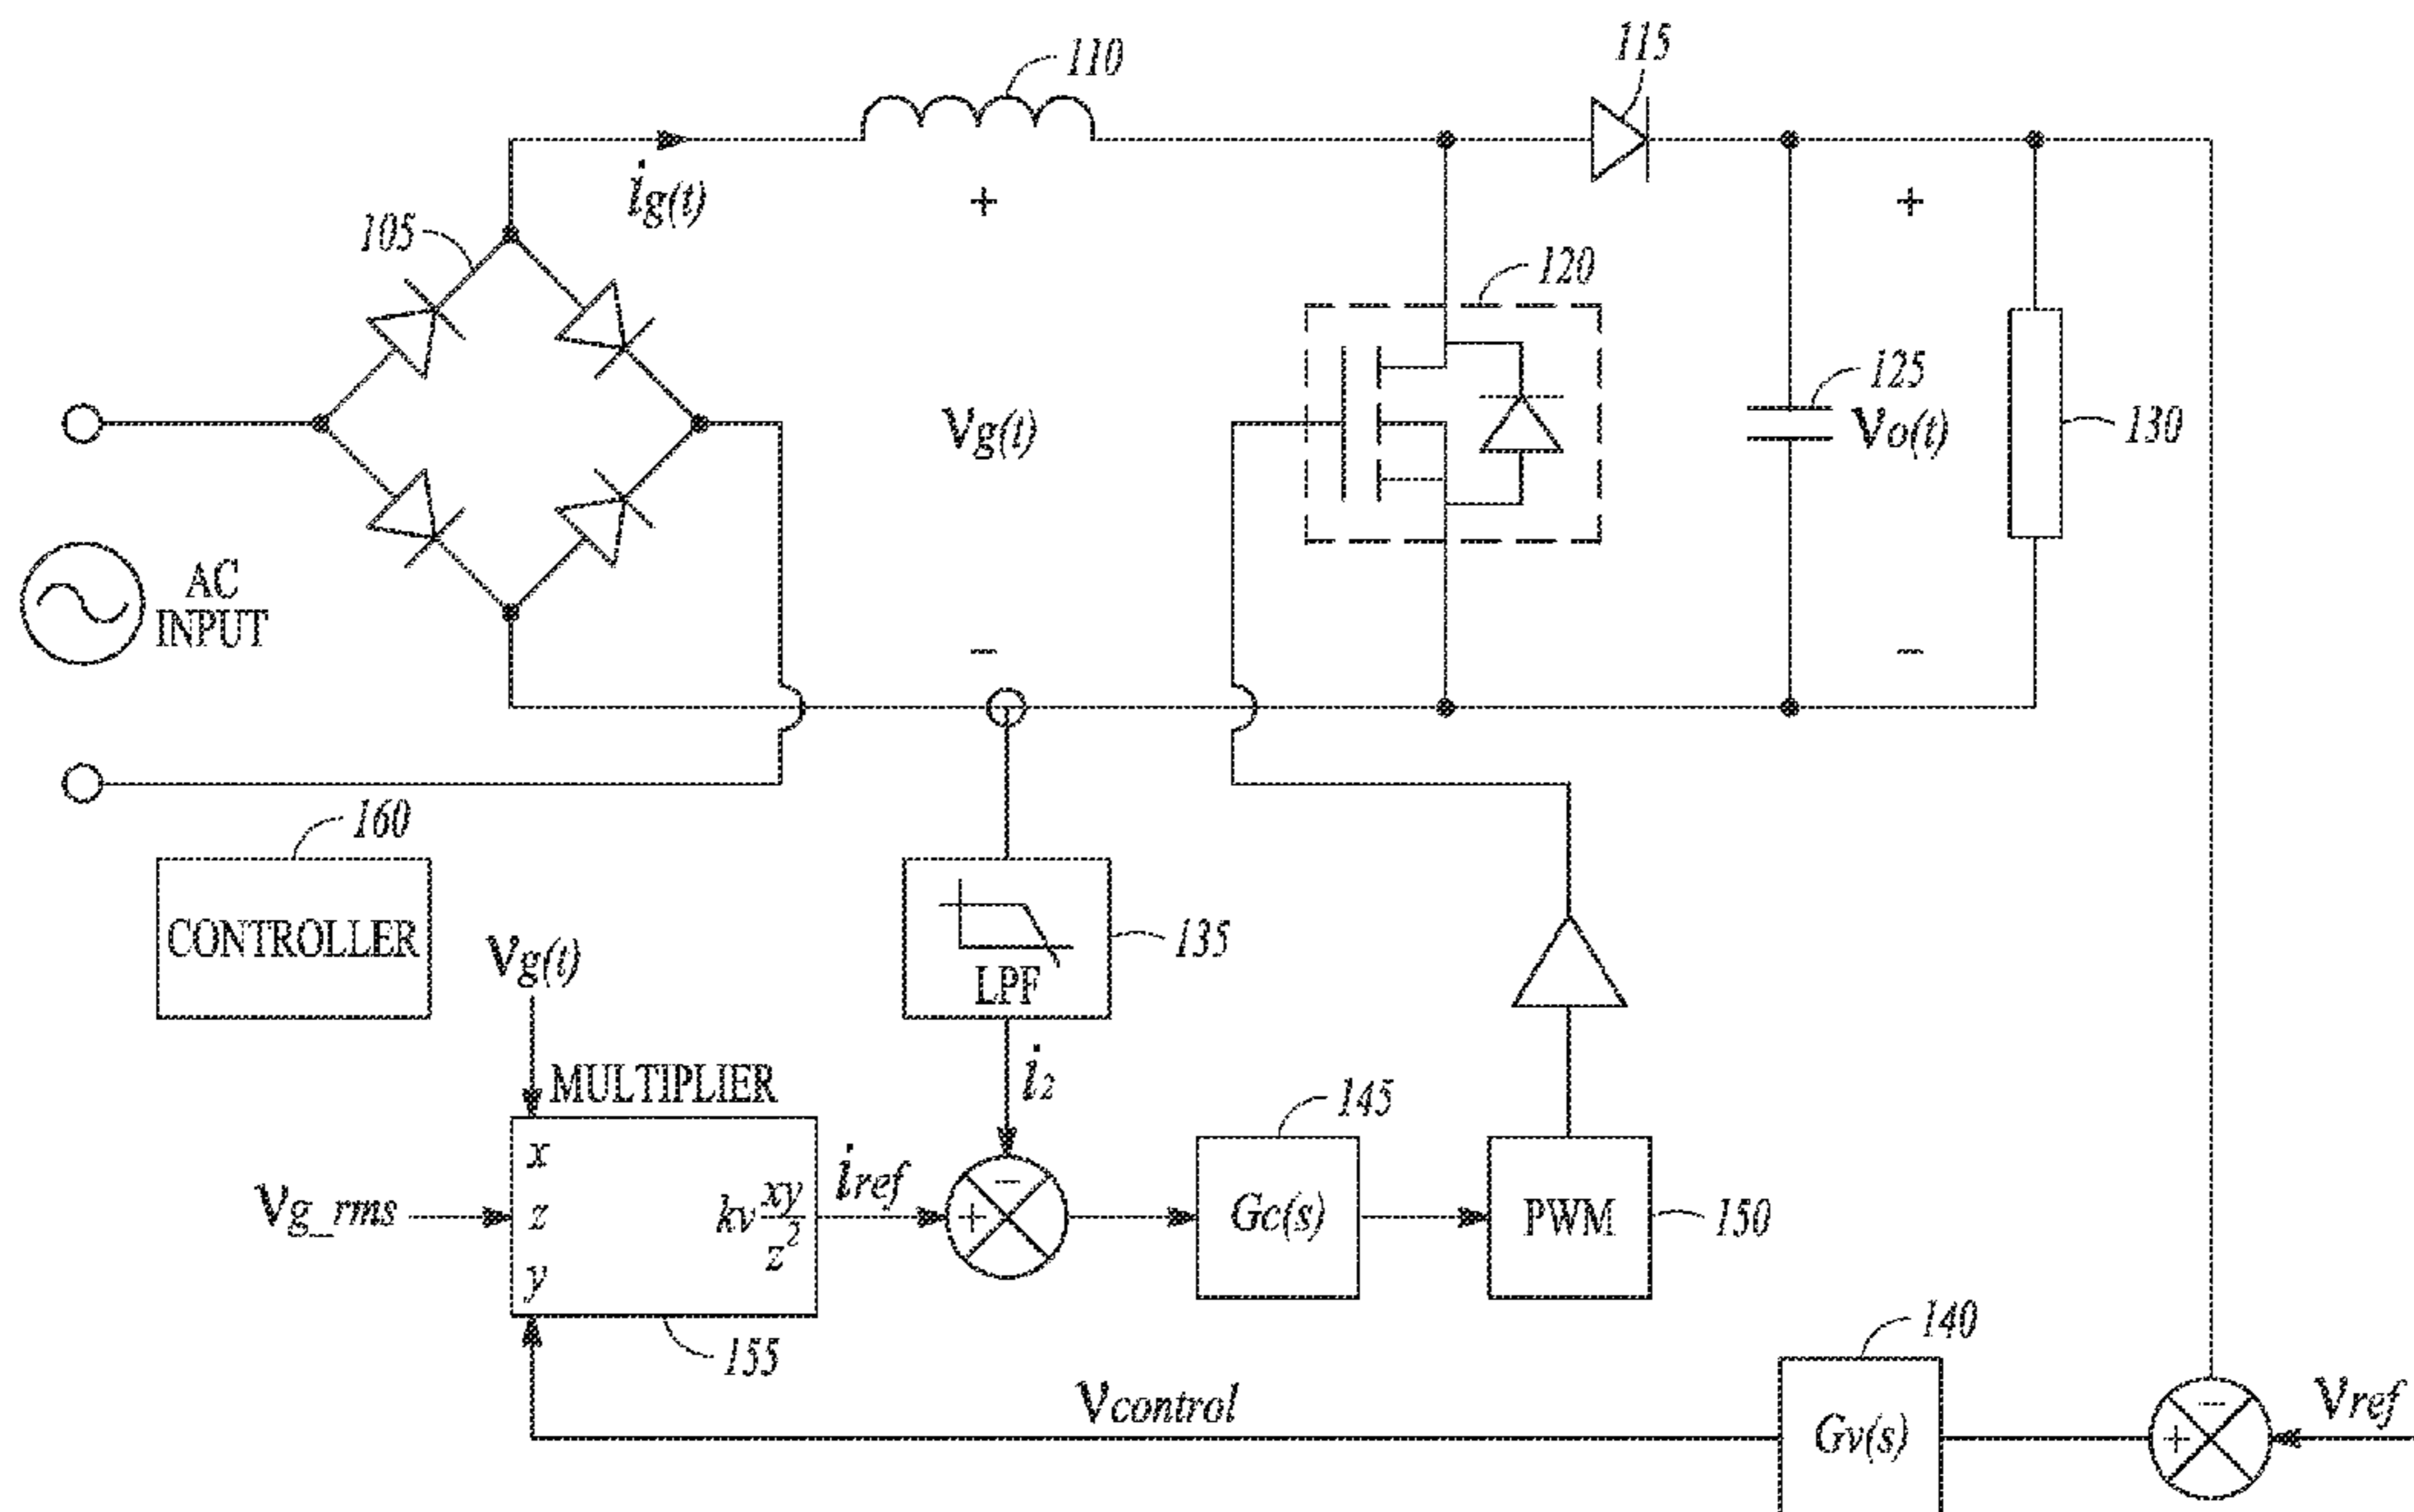 110
115
ig(t)
+
+
105
120
125
Vg(t)
Vo(t)
130
AC
INPUT
−
−
160
CONTROLLER
Vg(t)
135
LPF
MULTIPLIER
i2
145
x
iref
−
Vg_rms
z
kv xy/z²
+
Gc(s)
PWM
150
y
155
140
Vcontrol
Gv(s)
−
+
Vref